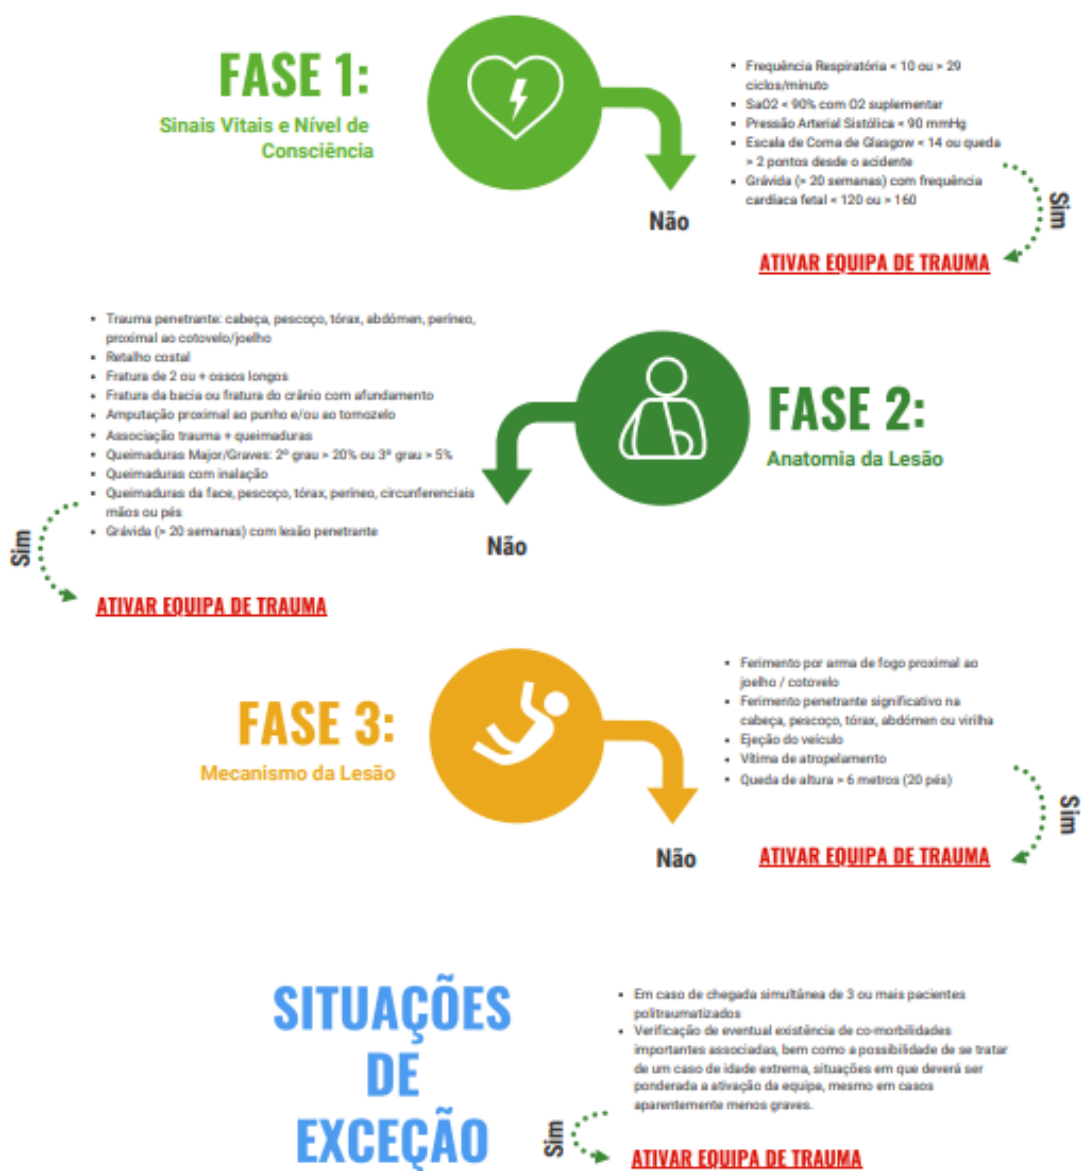 FASE 1:
Sinais Vitais e Nível de
Consciência
Não
• Frequência Respiratória < 10 ou > 29
ciclos/minuto
• SaO2 < 90% com O2 suplementar
• Pressão Arterial Sistólica < 90 mmHg
• Escala de Coma de Glasgow < 14 ou queda
> 2 pontos desde o acidente
• Grávida (> 20 semanas) com frequência
cardíaca fetal < 120 ou > 160
Sim
ATIVAR EQUIPA DE TRAUMA
• Trauma penetrante: cabeça, pescoço, tórax, abdómen, períneo,
proximal ao cotovelo/joelho
• Retalho costal
• Fratura de 2 ou + ossos longos
• Fratura da bacia ou fratura do crânio com afundamento
• Amputação proximal ao punho e/ou ao tornozelo
• Associação trauma + queimaduras
• Queimaduras Major/Graves: 2º grau > 20% ou 3º grau > 5%
• Queimaduras com inalação
• Queimaduras da face, pescoço, tórax, períneo, circunferenciais
mãos ou pés
• Grávida (> 20 semanas) com lesão penetrante
Sim
ATIVAR EQUIPA DE TRAUMA
Não
FASE 2:
Anatomia da Lesão
FASE 3:
Mecanismo da Lesão
Não
• Ferimento por arma de fogo proximal ao
joelho / cotovelo
• Ferimento penetrante significativo na
cabeça, pescoço, tórax, abdómen ou virilha
• Ejeção do veículo
• Vítima de atropelamento
• Queda de altura > 6 metros (20 pés)
Sim
ATIVAR EQUIPA DE TRAUMA
SITUAÇÕES
DE
EXCEÇÃO
• Em caso de chegada simultânea de 3 ou mais pacientes
politraumatizados
• Verificação de eventual existência de co-morbilidades
importantes associadas, bem como a possibilidade de se tratar
de um caso de idade extrema, situações em que deverá ser
ponderada a ativação da equipa, mesmo em casos
aparentemente menos graves.
Sim
ATIVAR EQUIPA DE TRAUMA